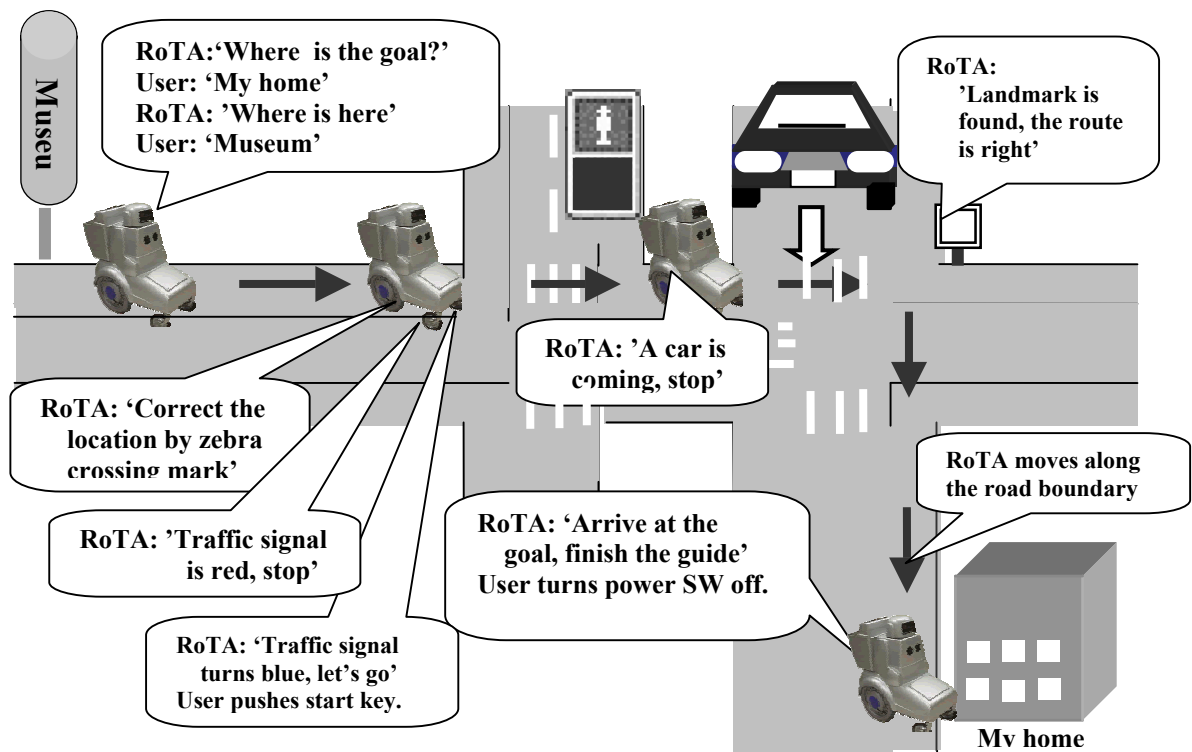 Museu
RoTA:‘Where is the goal?’
User: ‘My home’
RoTA: ’Where is here’
User: ‘Museum’
RoTA:
’Landmark is
found, the route
is right’
RoTA: ’A car is
coming, stop’
RoTA: ‘Correct the
location by zebra
crossing mark’
RoTA: ’Traffic signal
is red, stop’
RoTA: ‘Traffic signal
turns blue, let's go’
User pushes start key.
RoTA: ‘Arrive at the
goal, finish the guide’
User turns power SW off.
RoTA moves along
the road boundary
My home